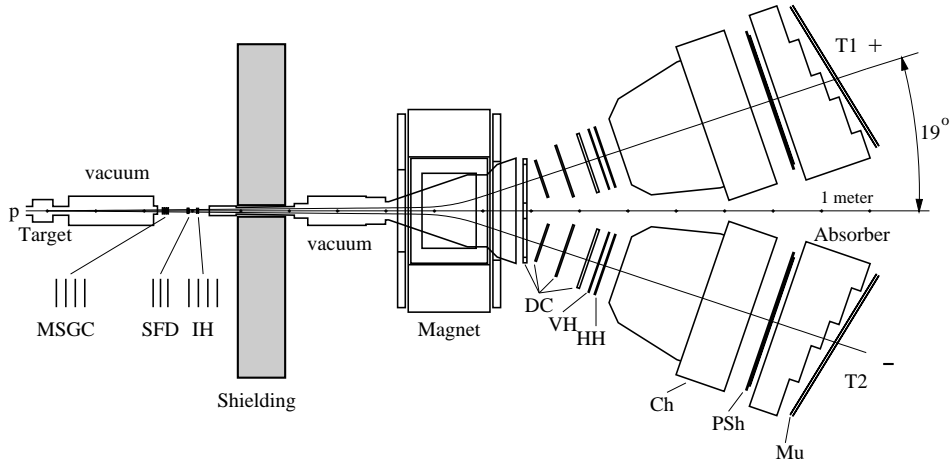 T1 +
19°
vacuum
p
1 meter
Target
vacuum
Absorber
DC
MSGC
SFD
IH
VH
HH
Magnet
−
T2
Shielding
Ch
PSh
Mu